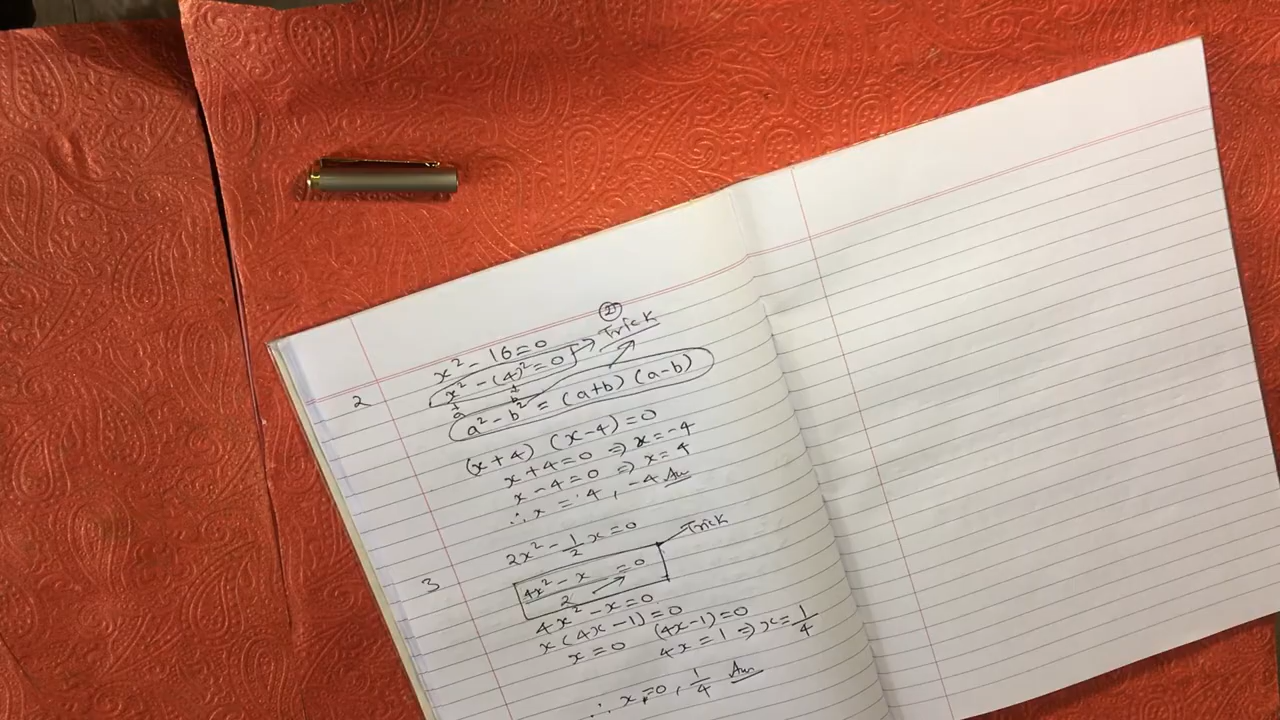 2
x² - 16 = 0
② Trick
x² - (4)² = 0 } →
↓ ↓
a b
a² - b² = (a+b) (a-b)
(x+4) (x-4) = 0
x + 4 = 0 ⇒ x = -4
x - 4 = 0 ⇒ x = 4
∴ x = 4, -4 Ans
3
2x² - 1/2 x = 0
Trick
(4x² - x)/2 = 0
4x² - x = 0
x(4x-1) = 0
x = 0 (4x-1) = 0
4x = 1 ⇒ x = 1/4
∴ x = 0, 1/4 Ans